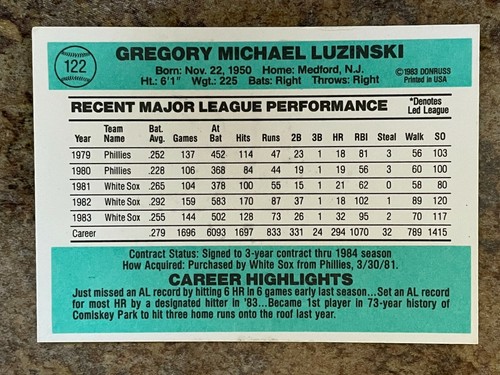 122
GREGORY MICHAEL LUZINSKI
Born: Nov. 22, 1950 Home: Medford, N.J.
Ht.: 6'1" Wgt.: 225 Bats: Right Throws: Right
©1983 DONRUSS
Printed in USA
RECENT MAJOR LEAGUE PERFORMANCE
*Denotes
Led League
Year Team Name Bat. Avg. Games At Bat Hits Runs 2B 3B HR RBI Steal Walk SO
1979 Phillies .252 137 452 114 47 23 1 18 81 3 56 103
1980 Phillies .228 106 368 84 44 19 1 19 56 3 60 100
1981 White Sox .265 104 378 100 55 15 1 21 62 0 58 80
1982 White Sox .292 159 583 170 87 37 1 18 102 1 89 120
1983 White Sox .255 144 502 128 73 26 1 32 95 2 70 117
Career .279 1696 6093 1697 833 331 24 294 1070 32 789 1415
Contract Status: Signed to 3-year contract thru 1984 season
How Acquired: Purchased by White Sox from Phillies, 3/30/81.
CAREER HIGHLIGHTS
Just missed an AL record by hitting 6 HR in 6 games early last season...Set an AL record
for most HR by a designated hitter in '83...Became 1st player in 73-year history of
Comiskey Park to hit three home runs onto the roof last year.